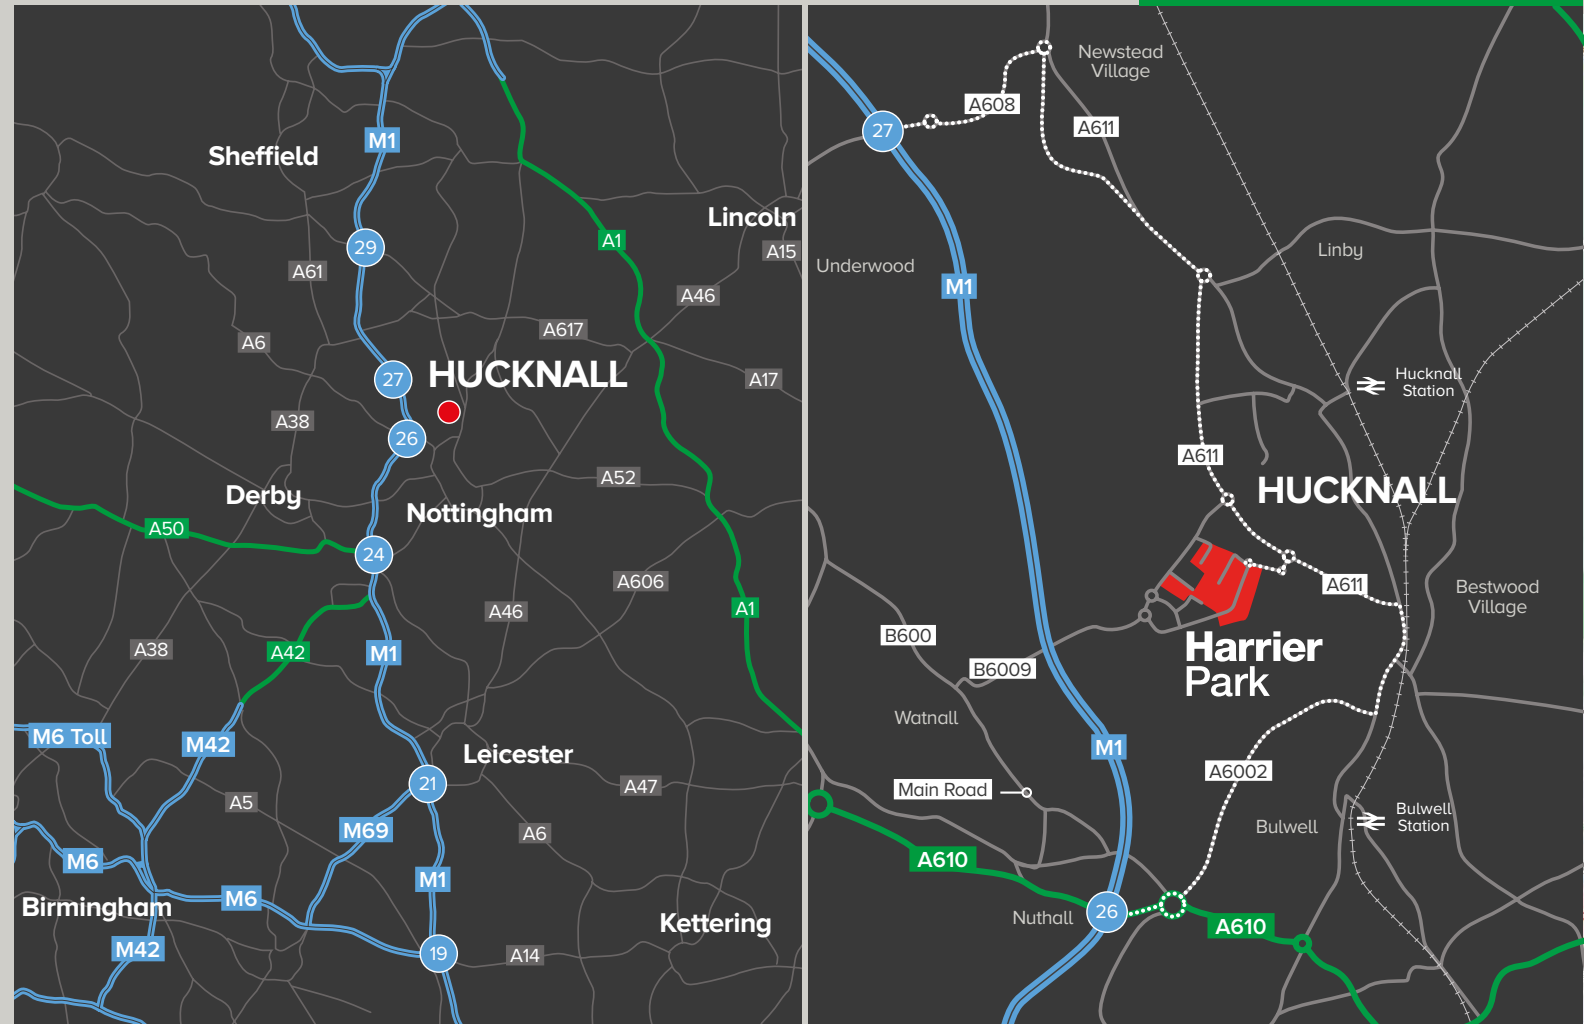 M1
Sheffield
Lincoln
A1
A15
29
A61
A46
A617
A6
27
HUCKNALL
A17
A38
26
A52
Derby
Nottingham
A50
24
A606
A46
A1
A38
A42
M1
M6 Toll
M42
Leicester
21
A47
A5
M69
A6
M6
M1
M6
Birmingham
Kettering
M42
19
A14
Newstead
Village
A608
27
A611
Linby
Underwood
M1
Hucknall
Station
A611
HUCKNALL
A611
Bestwood
Village
B600
Harrier
Park
B6009
Watnall
M1
A6002
Main Road
Bulwell
Station
Bulwell
A610
26
Nuthall
A610